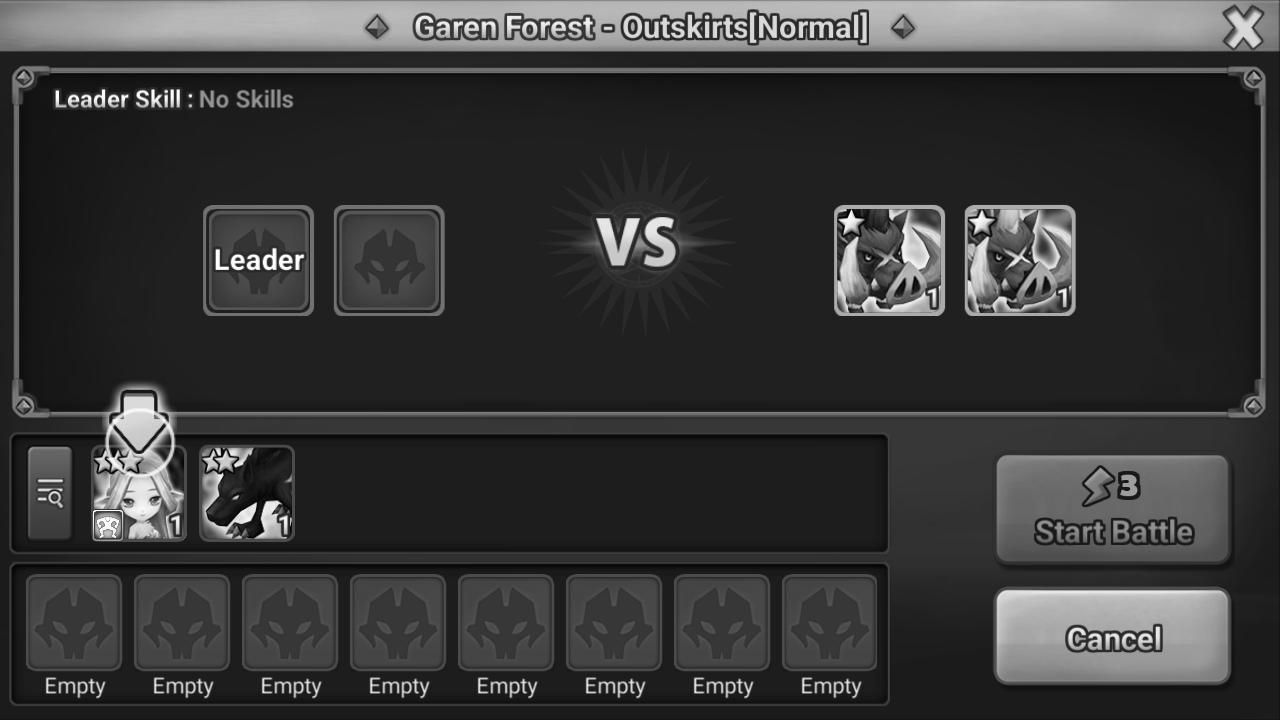 Garen Forest - Outskirts[Normal]
Leader Skill : No Skills
Leader
VS
1
1
1
1
3
Start Battle
Cancel
Empty
Empty
Empty
Empty
Empty
Empty
Empty
Empty